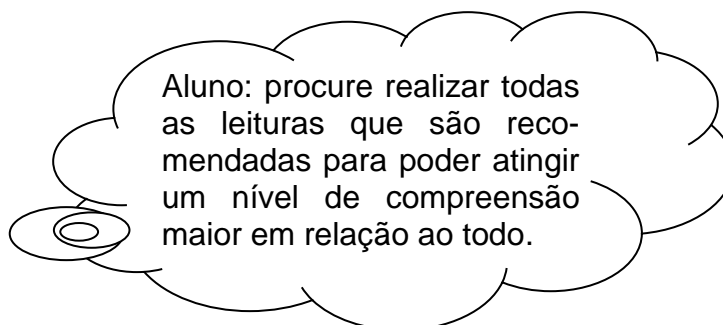 Aluno: procure realizar todas
as leituras que são reco-
mendadas para poder atingir
um nível de compreensão
maior em relação ao todo.